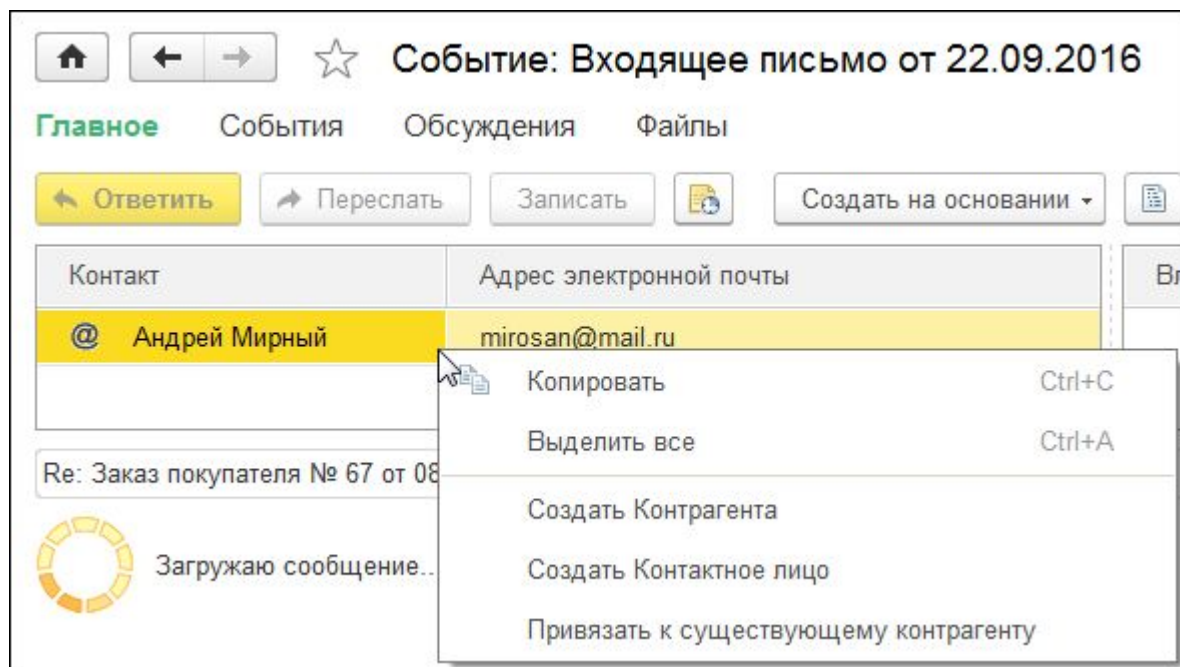 Событие: Входящее письмо от 22.09.2016
Главное События Обсуждения Файлы
Ответить Переслать Записать Создать на основании
Контакт Адрес электронной почты
@ Андрей Мирный mirosan@mail.ru
Копировать Ctrl+C
Выделить все Ctrl+A
Re: Заказ покупателя № 67 от 08
Создать Контрагента
Загружаю сообщение..
Создать Контактное лицо
Привязать к существующему контрагенту